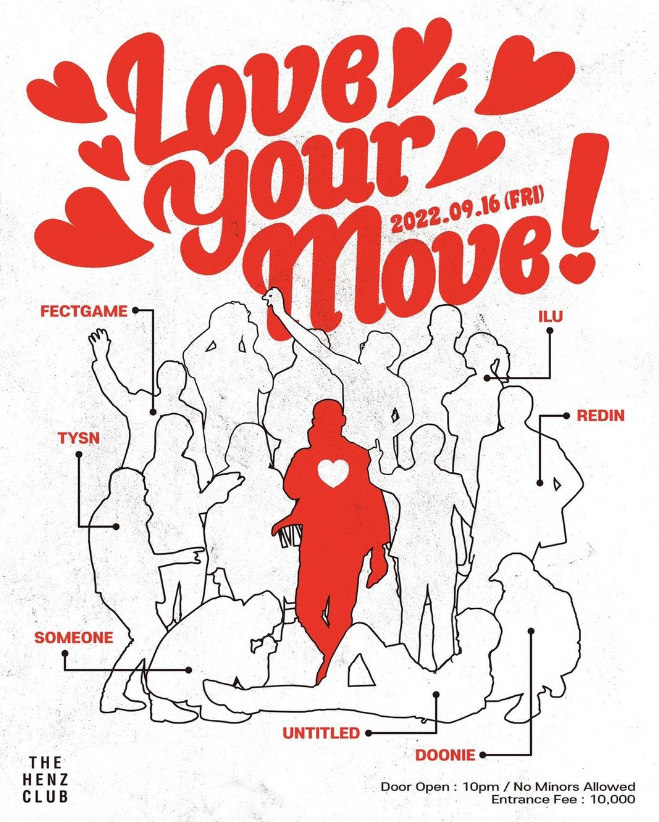 Love
your
Move!
2022.09.16 (FRI)
FECTGAME
ILU
REDIN
TYSN
SOMEONE
UNTITLED
DOONIE
THE
HENZ
CLUB
Door Open : 10pm / No Minors Allowed
Entrance Fee : 10,000